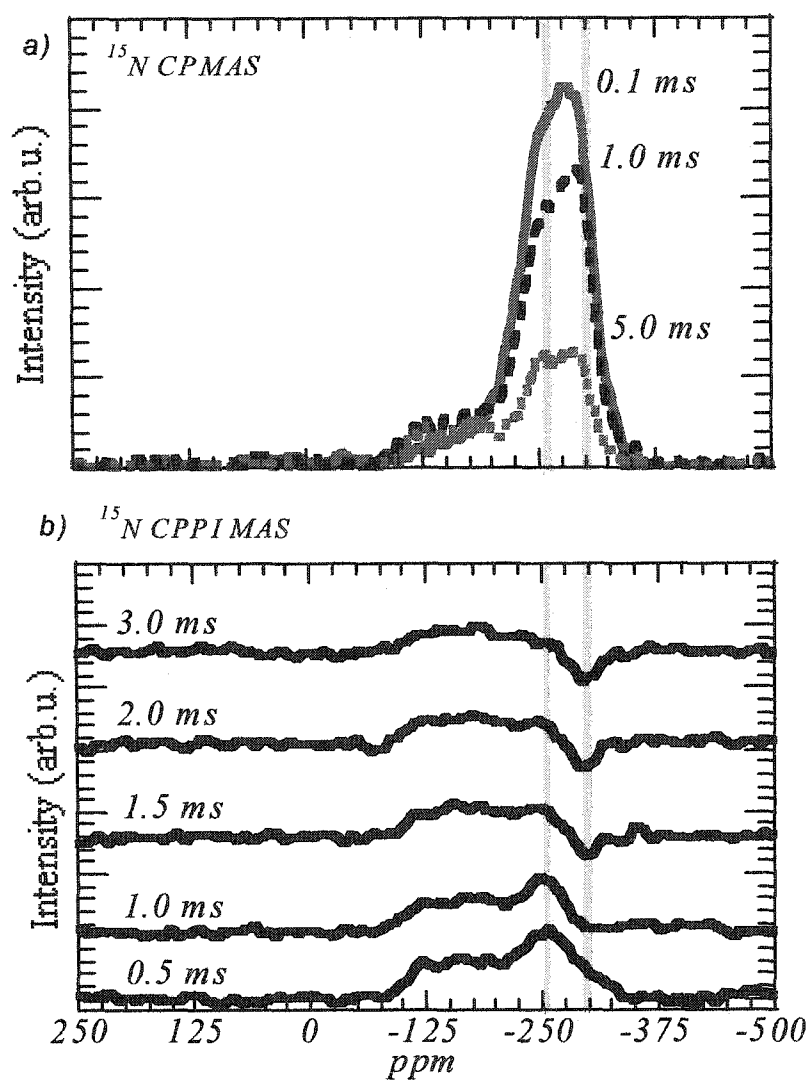 a)
15N CPMAS
0.1 ms
1.0 ms
5.0 ms
Intensity (arb.u.)
b) 15N CPPI MAS
3.0 ms
2.0 ms
1.5 ms
1.0 ms
0.5 ms
Intensity (arb.u.)
250 125 0 -125 -250 -375 -500
ppm